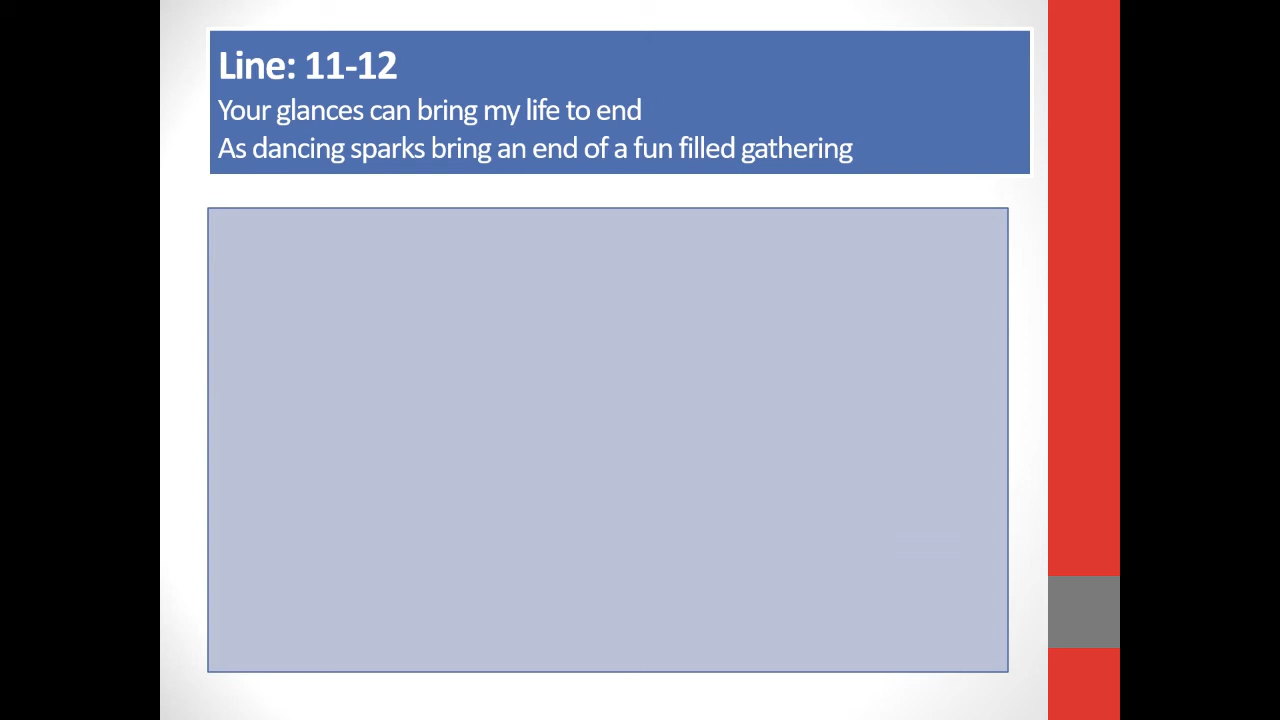 Line: 11-12
Your glances can bring my life to end
As dancing sparks bring an end of a fun filled gathering